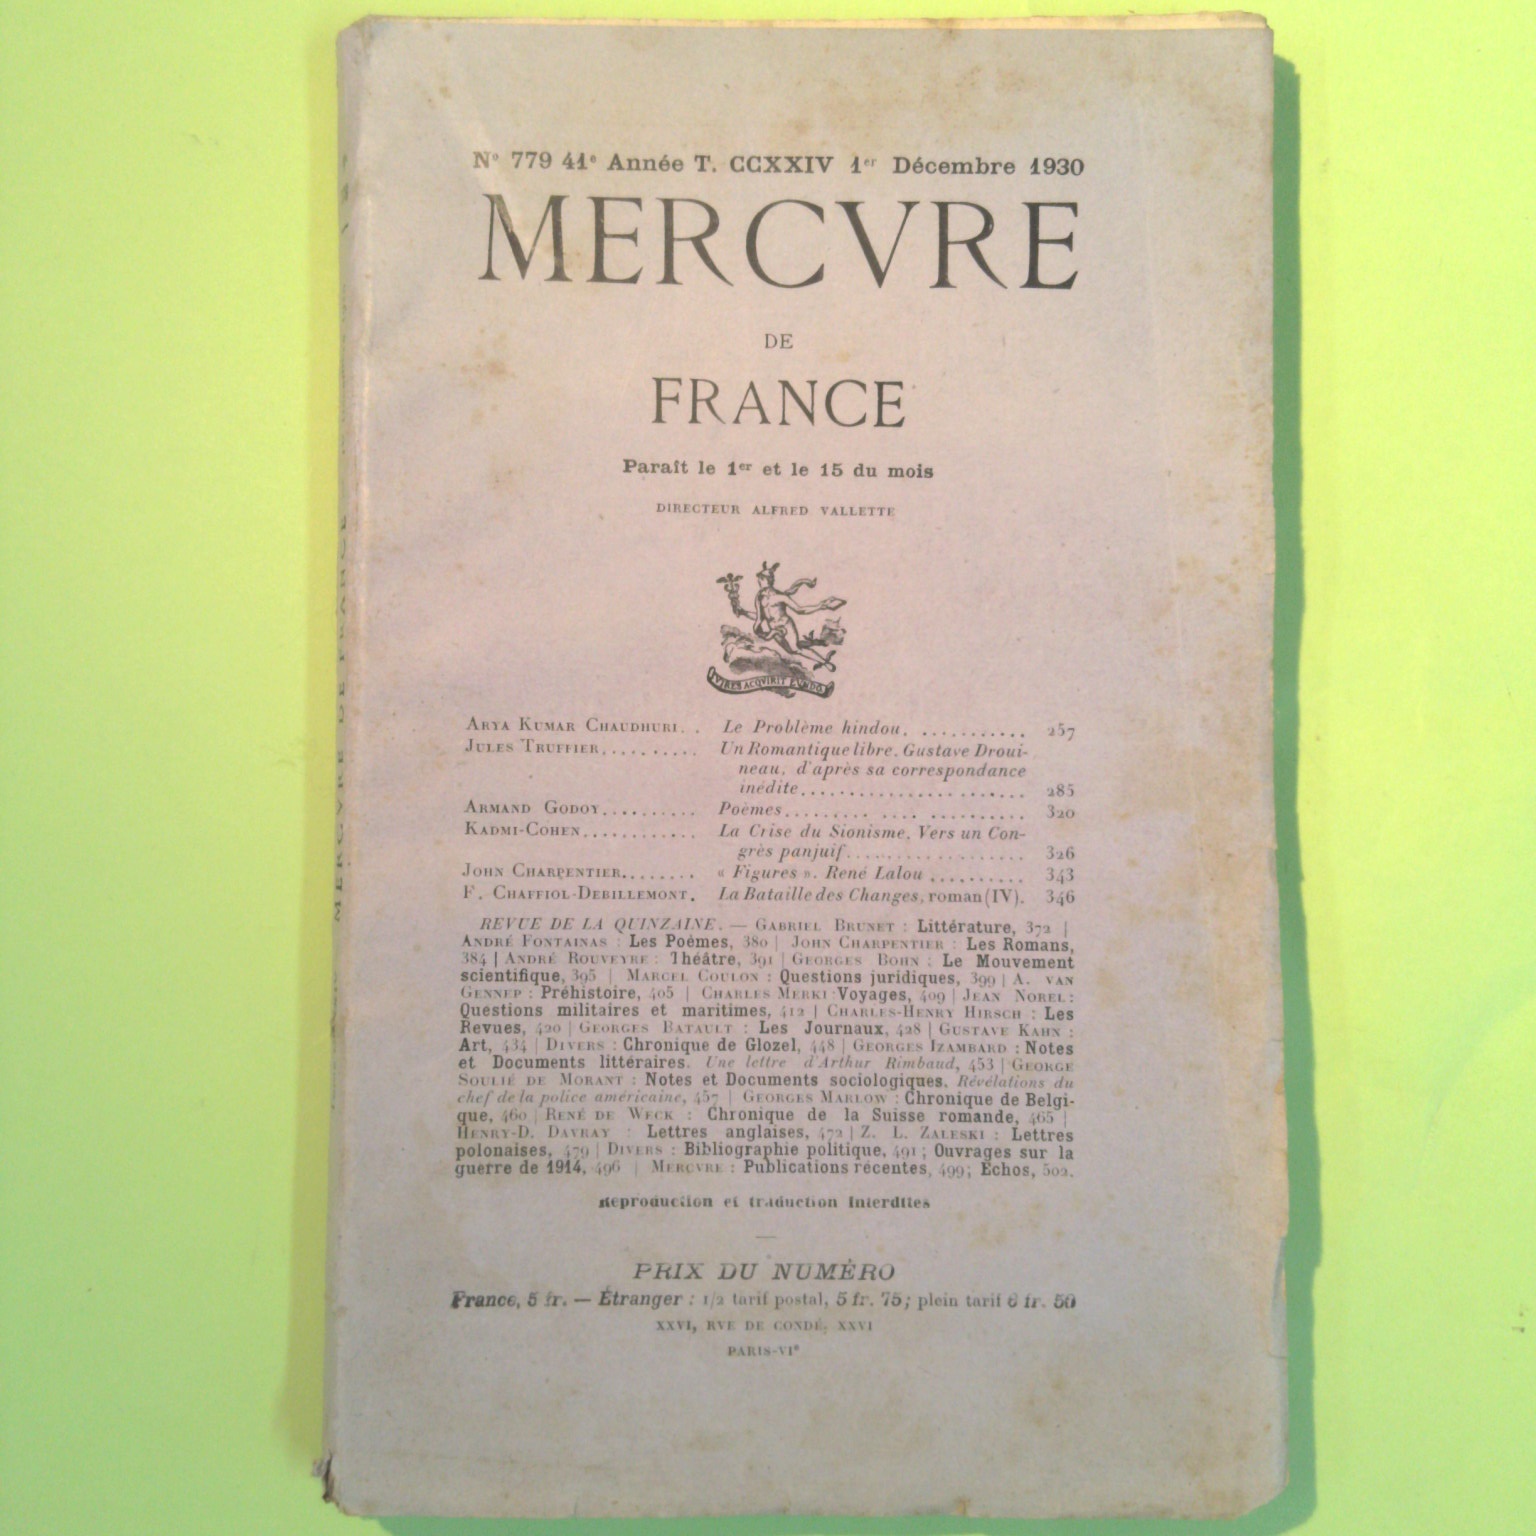 N° 779 41e Année T. CCXXIV 1er Décembre 1930
MERCVRE
DE
FRANCE
Paraît le 1er et le 15 du mois
DIRECTEUR ALFRED VALLETTE
VIRES ACQVIRIT EVNDO
ARYA KUMAR CHAUDHURI. . Le Problème hindou. ........... 257
JULES TRUFFIER.......... Un Romantique libre. Gustave Droui-
neau, d'après sa correspondance
inédite....................... 285
ARMAND GODOY.......... Poèmes......... .... .......... 320
KADMI-COHEN............ La Crise du Sionisme. Vers un Con-
grès panjuif................... 326
JOHN CHARPENTIER........ « Figures ». René Lalou .......... 343
F. CHAFFIOL-DEBILLEMONT. La Bataille des Changes, roman (IV). 346
REVUE DE LA QUINZAINE. — GABRIEL BRUNET : Littérature, 372 |
ANDRÉ FONTAINAS : Les Poèmes, 380 | JOHN CHARPENTIER : Les Romans,
384 | ANDRÉ ROUVEYRE : Théâtre, 391 | GEORGES BOHN : Le Mouvement
scientifique, 395 | MARCEL COULON : Questions juridiques, 399 | A. VAN
GENNEP : Préhistoire, 405 | CHARLES MERKI : Voyages, 409 | JEAN NOREL :
Questions militaires et maritimes, 412 | CHARLES-HENRY HIRSCH : Les
Revues, 420 | GEORGES BATAULT : Les Journaux, 428 | GUSTAVE KAHN :
Art, 434 | DIVERS : Chronique de Glozel, 448 | GEORGES IZAMBARD : Notes
et Documents littéraires. Une lettre d'Arthur Rimbaud, 453 | GEORGE
SOULIÉ DE MORANT : Notes et Documents sociologiques. Révélations du
chef de la police américaine, 457 | GEORGES MARLOW : Chronique de Belgi-
que, 460 | RENÉ DE WECK : Chronique de la Suisse romande, 465 |
HENRY-D. DAVRAY : Lettres anglaises, 472 | Z. L. ZALESKI : Lettres
polonaises, 479 | DIVERS : Bibliographie politique, 491 ; Ouvrages sur la
guerre de 1914, 496 | MERCVRE : Publications récentes, 499; Échos, 502.
Reproduction et traduction interdites
PRIX DU NUMÉRO
France, 5 fr. — Étranger : 1/2 tarif postal, 5 fr. 75; plein tarif 6 fr. 50
XXVI, RVE DE CONDÉ, XXVI
PARIS-VIe
MERCVRE DE FRANCE